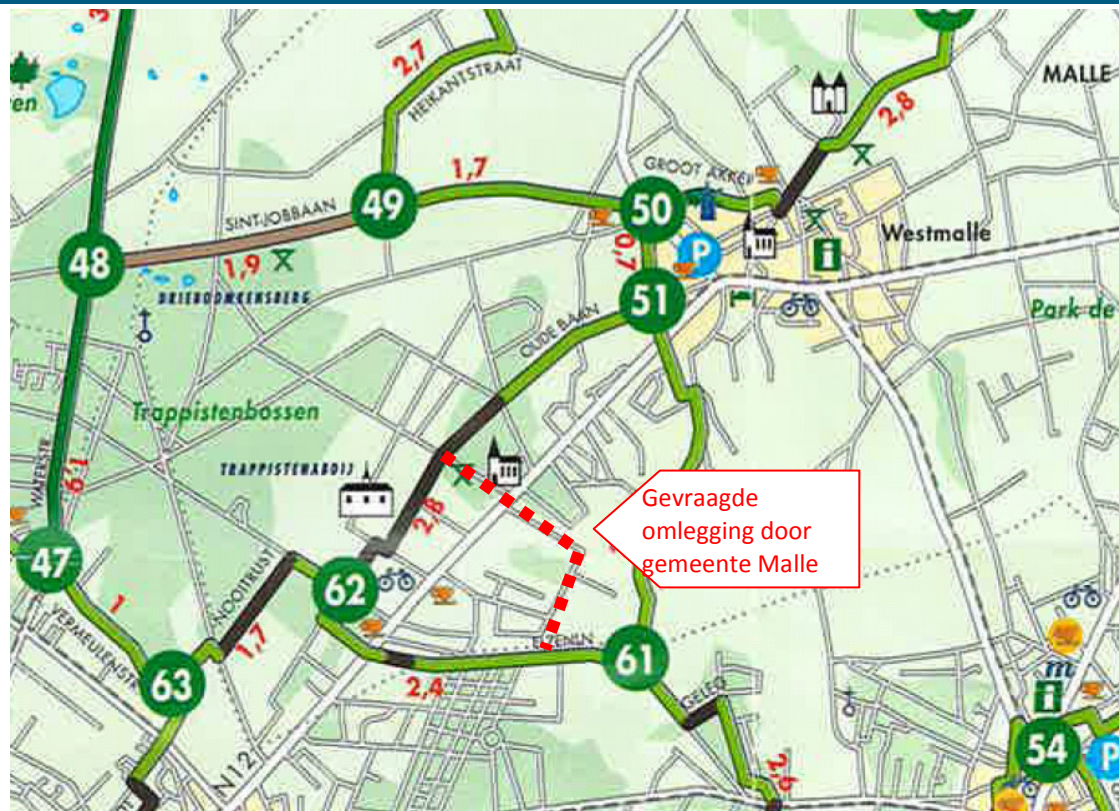 2,7
HEIKANTSTRAAT
MALLE
2,8
1,7
GROOT AKKER
49
50
SINT-JOBBAAN
48
1,9
0,7
P
Westmalle
i
DRIEBOOMKENSBERG
51
OUDE BAAN
Park de
Trappistenbossen
TRAPPISTENABDIJ
1,9
2,8
Gevraagde
omlegging door
gemeente Malle
47
NOOITRUST
62
1
1,7
63
61
2,4
m
i
54
P
N12
2,6